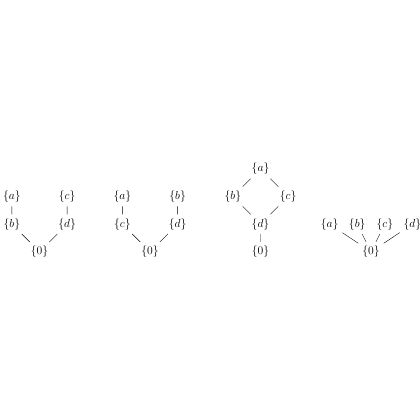 {a}
{a} {c} {a} {b} {b} {c}
{b} {d} {c} {d} {d} {a} {b} {c} {d}
{0} {0} {0} {0}